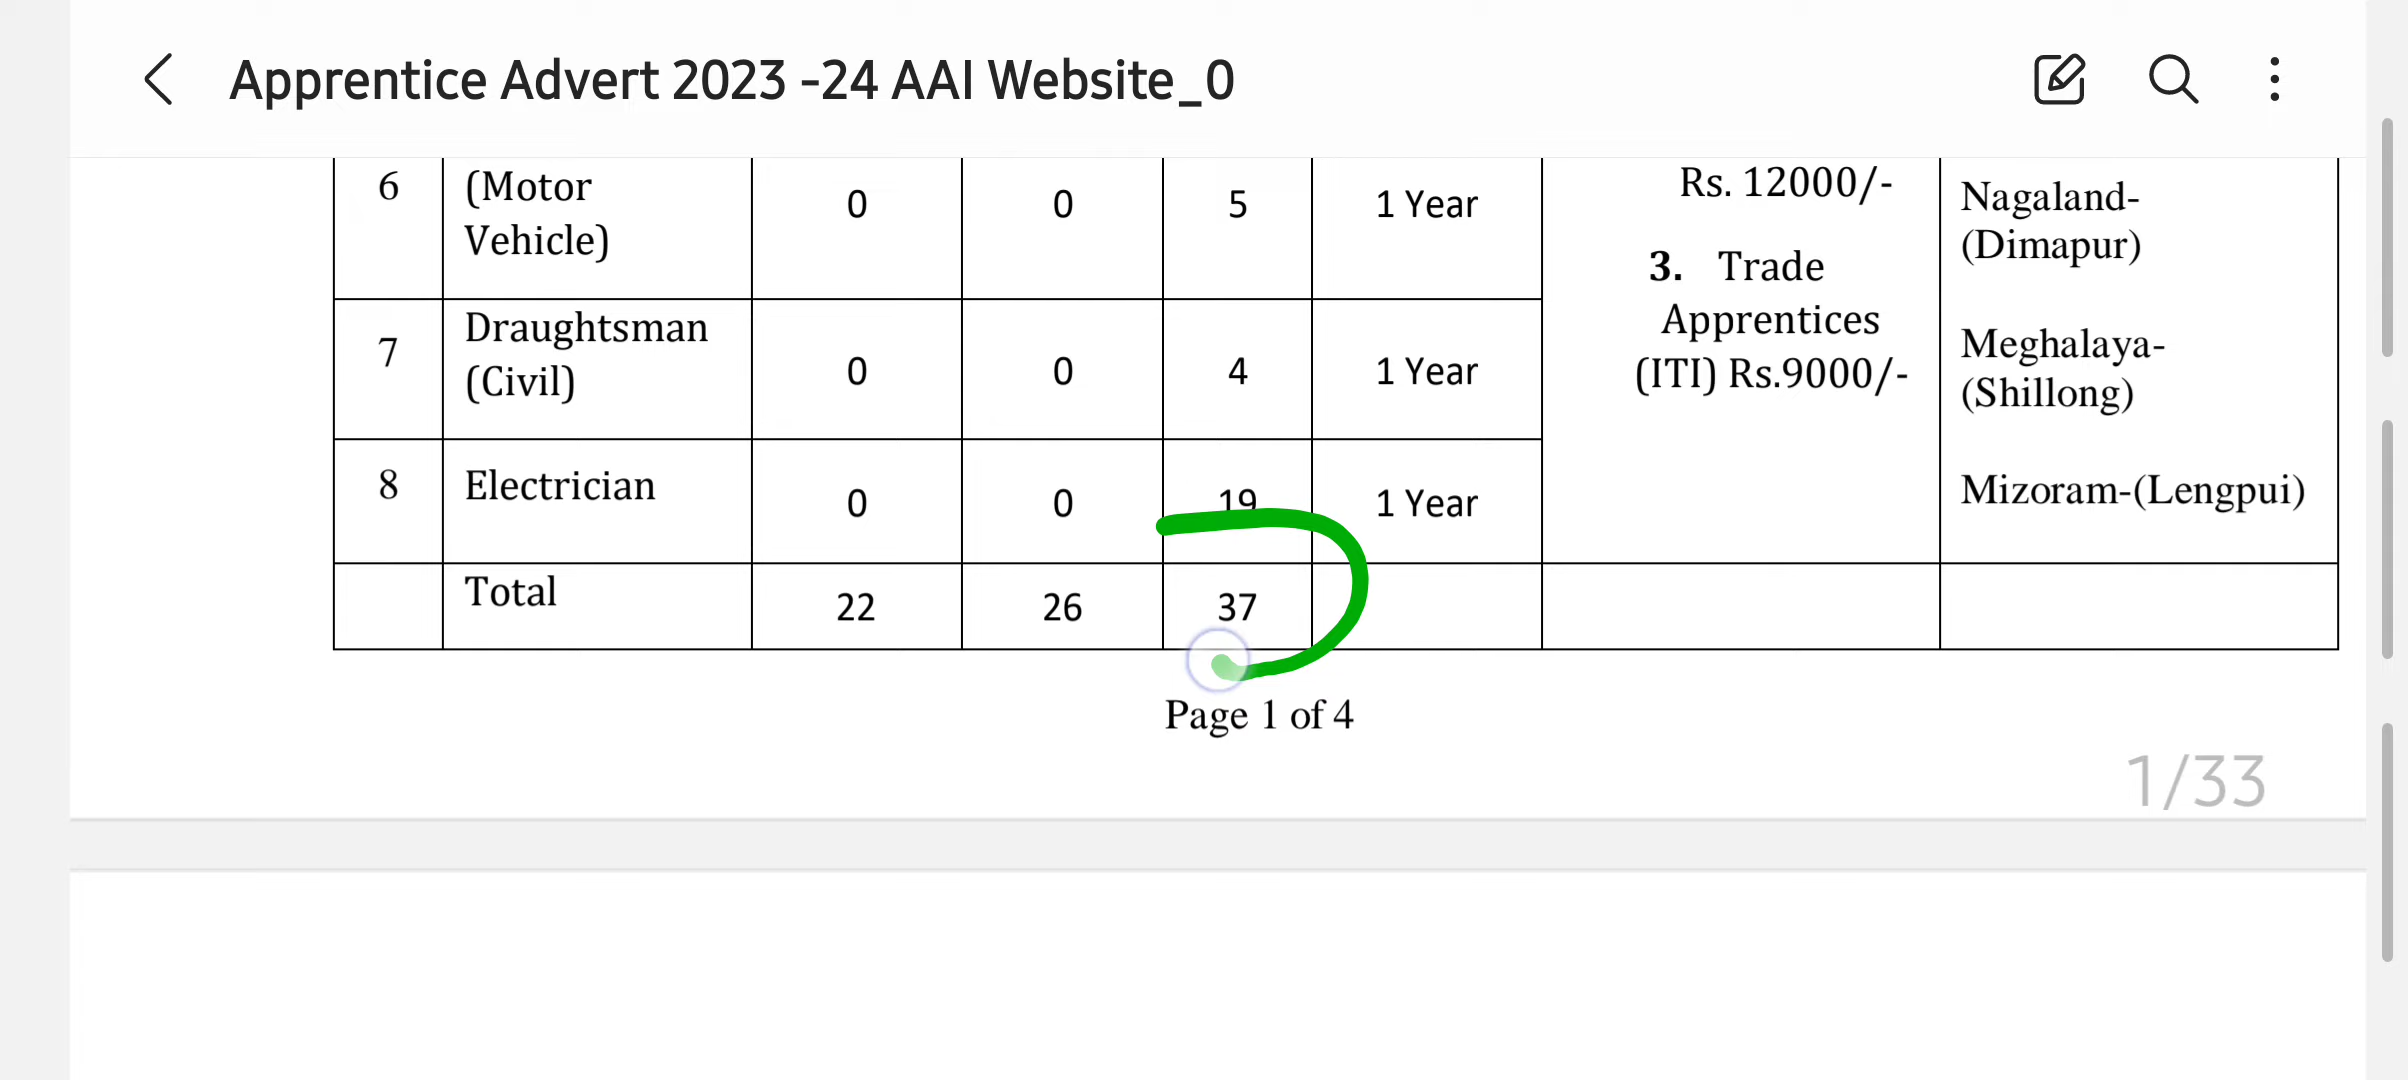 Apprentice Advert 2023 -24 AAI Website_0
6 (Motor Vehicle) 0 0 5 1 Year Rs. 12000/- Nagaland-(Dimapur)
3. Trade Apprentices (ITI) Rs.9000/-
7 Draughtsman (Civil) 0 0 4 1 Year Meghalaya-(Shillong)
8 Electrician 0 0 19 1 Year Mizoram-(Lengpui)
Total 22 26 37
Page 1 of 4
1/33